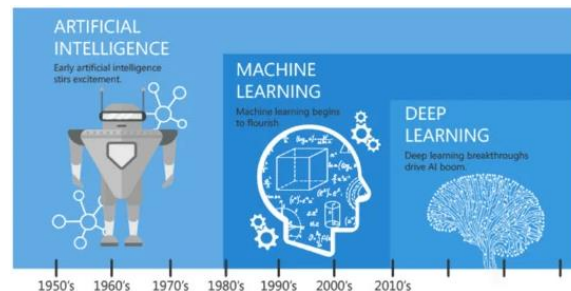 ARTIFICIAL
INTELLIGENCE
Early artificial intelligence
stirs excitement.
MACHINE
LEARNING
Machine learning begins
to flourish.
DEEP
LEARNING
Deep learning breakthroughs
drive AI boom.
1950's 1960's 1970's 1980's 1990's 2000's 2010's